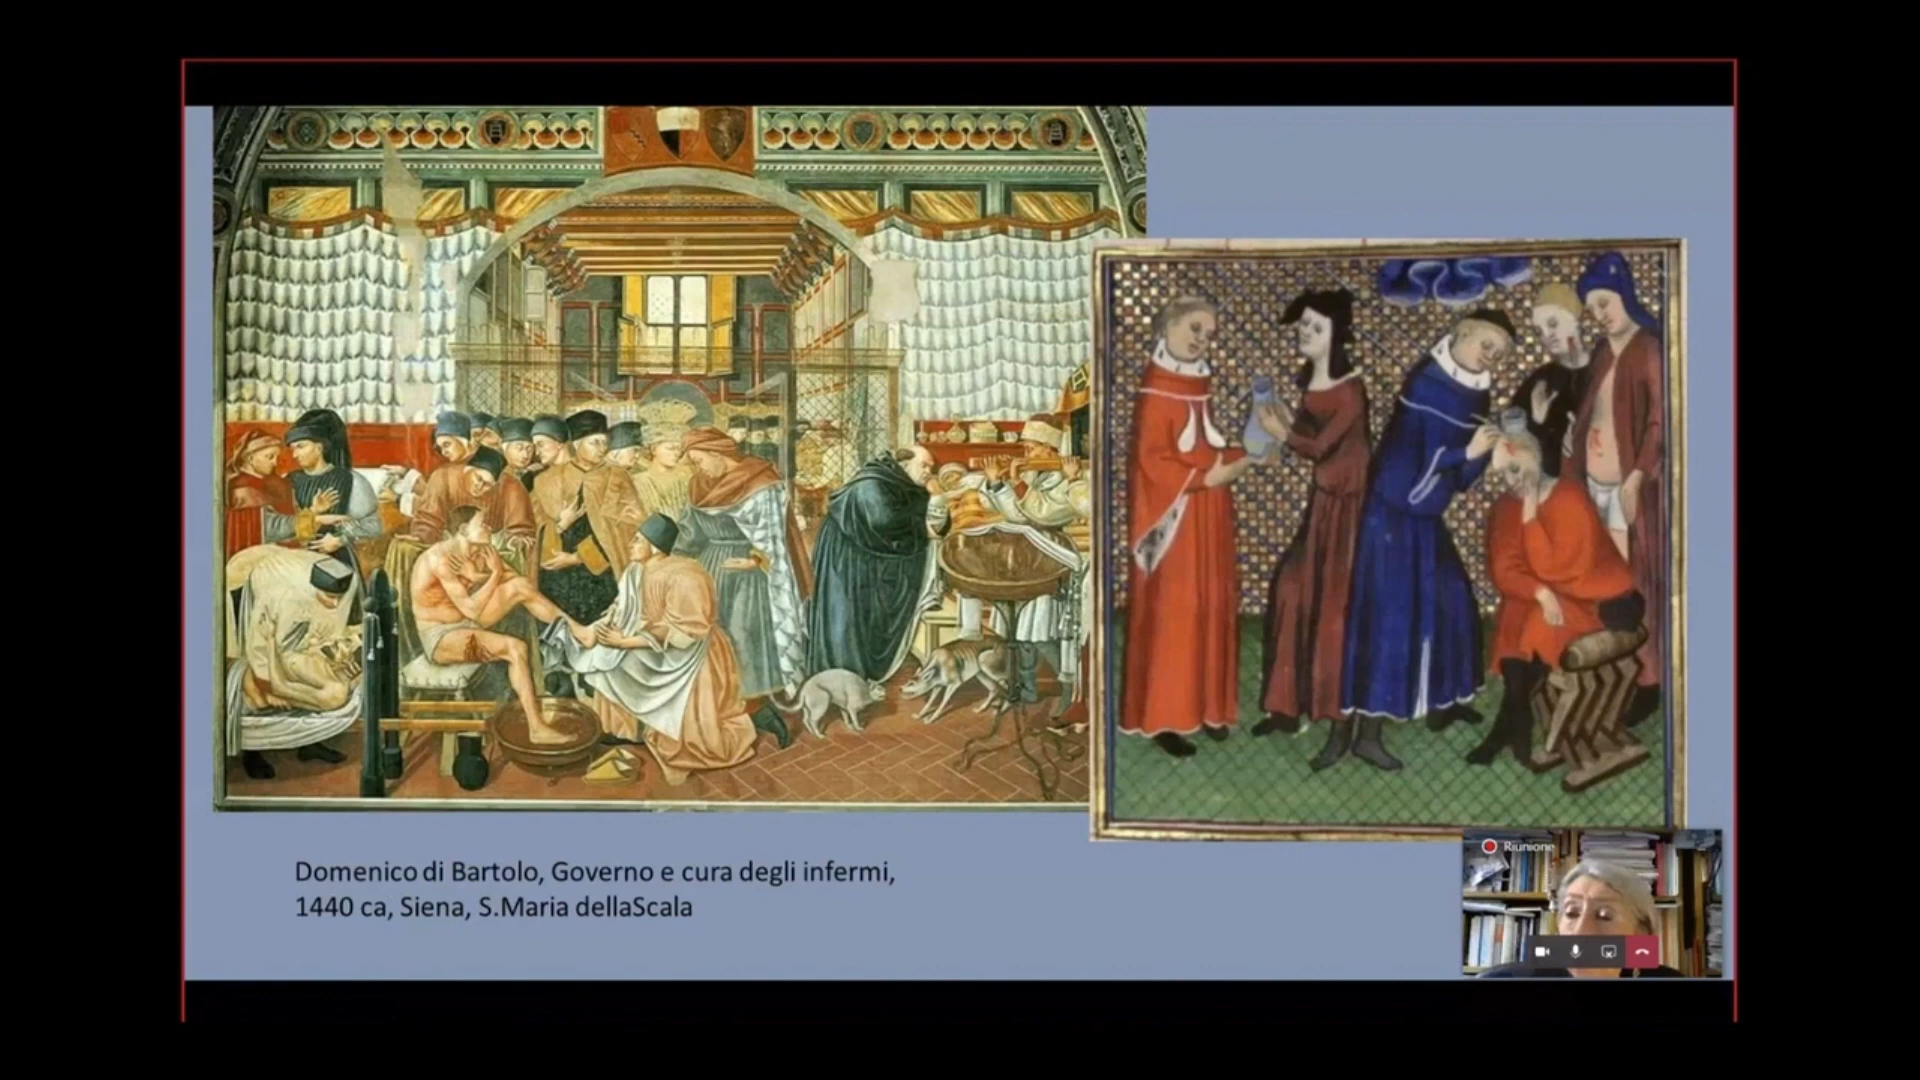 Domenico di Bartolo, Governo e cura degli infermi,
1440 ca, Siena, S.Maria dellaScala
Riunione